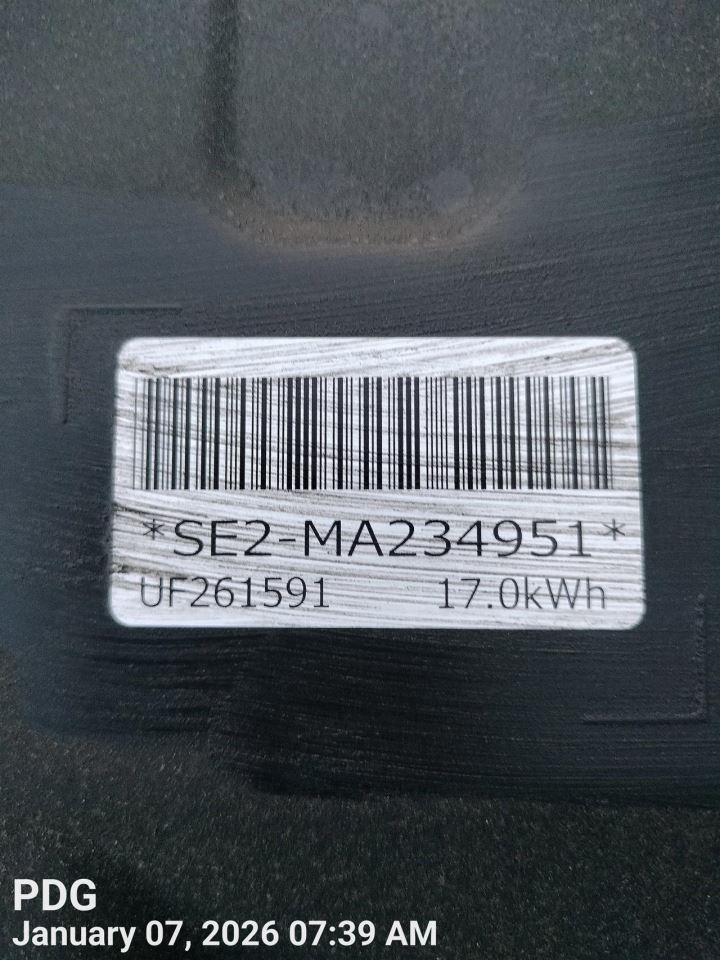 *SE2-MA234951*
UF261591 17.0kWh
PDG
January 07, 2026 07:39 AM